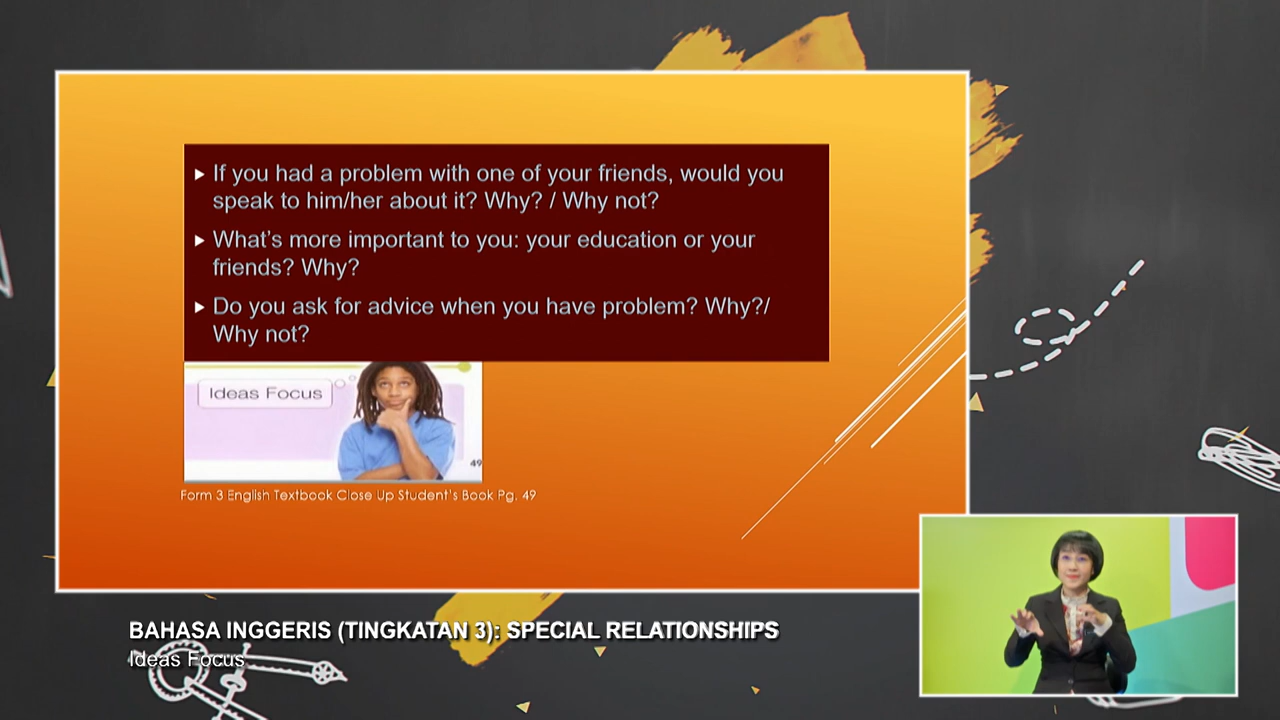 If you had a problem with one of your friends, would you
speak to him/her about it? Why? / Why not?
What's more important to you: your education or your
friends? Why?
Do you ask for advice when you have problem? Why?/
Why not?
Ideas Focus
49
Form 3 English Textbook Close Up Student's Book Pg. 49
BAHASA INGGERIS (TINGKATAN 3): SPECIAL RELATIONSHIPS
Ideas Focus